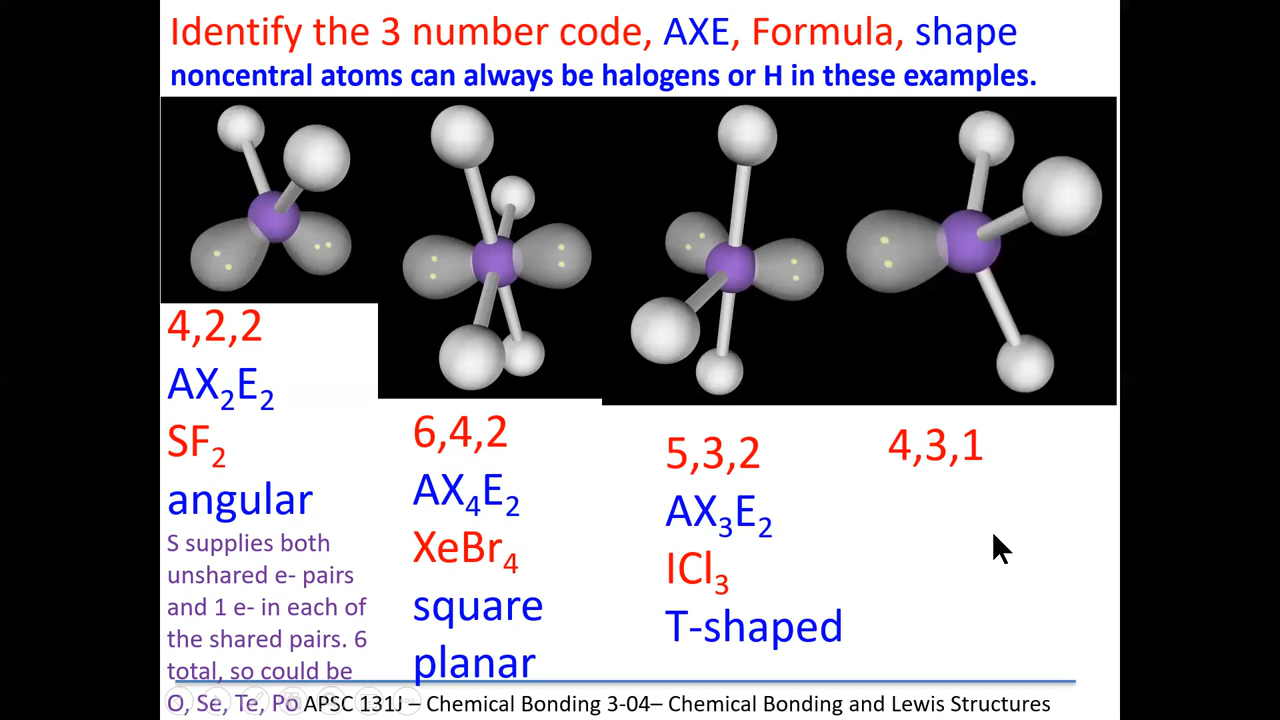 Identify the 3 number code, AXE, Formula, shape
noncentral atoms can always be halogens or H in these examples.
4,2,2
AX₂E₂
SF₂
angular
S supplies both
unshared e- pairs
and 1 e- in each of
the shared pairs. 6
total, so could be
O, Se, Te, Po
6,4,2
AX₄E₂
XeBr₄
square
planar
5,3,2
AX₃E₂
ICl₃
T-shaped
4,3,1
APSC 131J – Chemical Bonding 3-04– Chemical Bonding and Lewis Structures